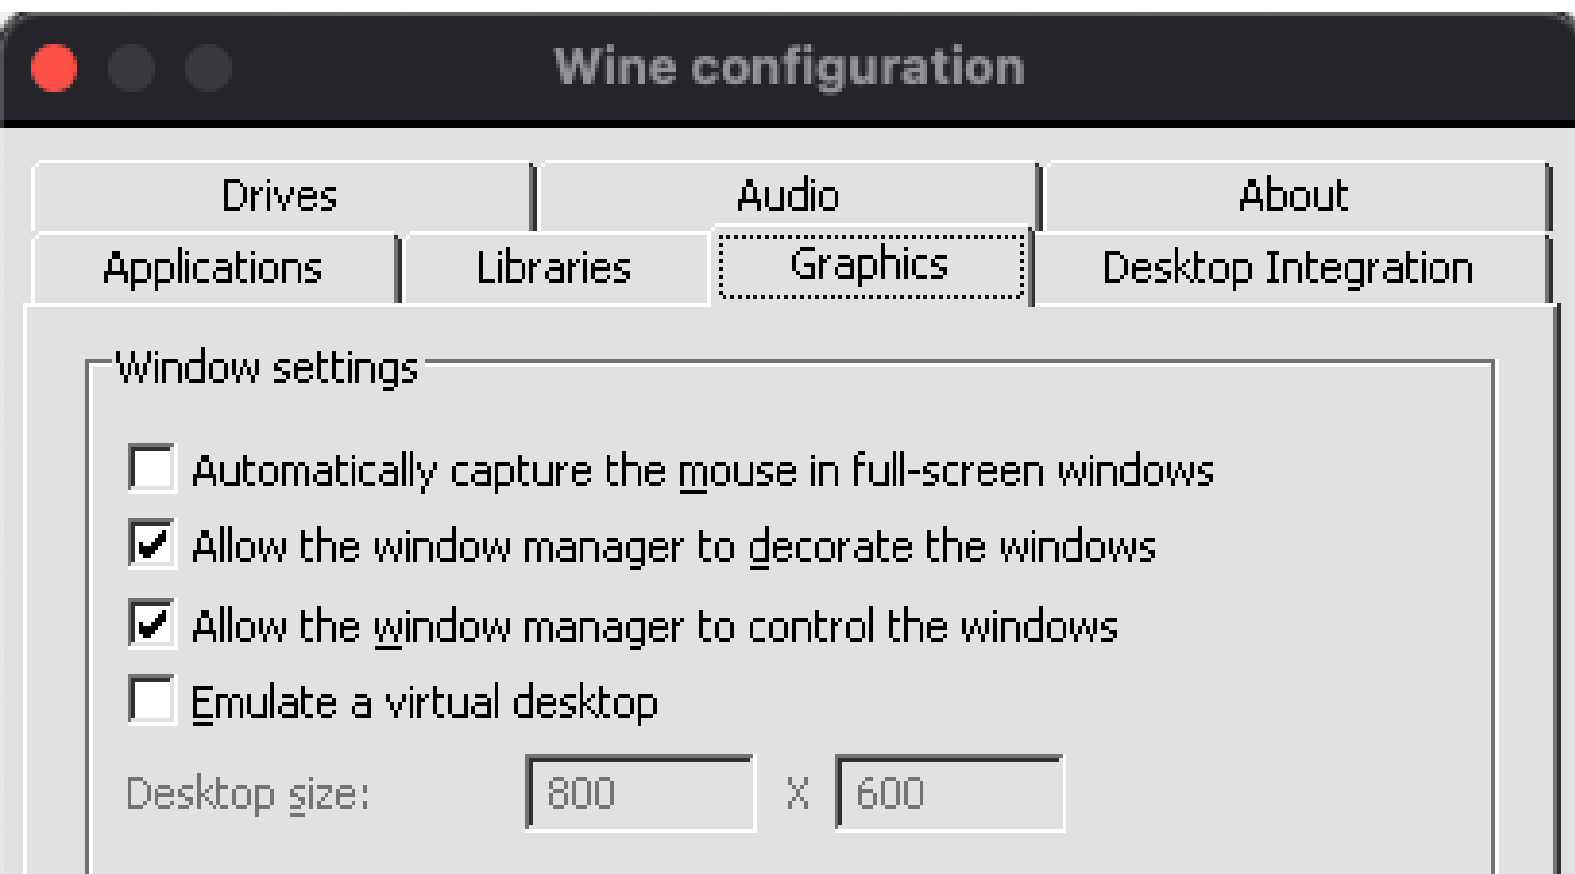 Wine configuration
Drives Audio About
Applications Libraries Graphics Desktop Integration
Window settings
Automatically capture the mouse in full-screen windows
Allow the window manager to decorate the windows
Allow the window manager to control the windows
Emulate a virtual desktop
Desktop size: 800 X 600